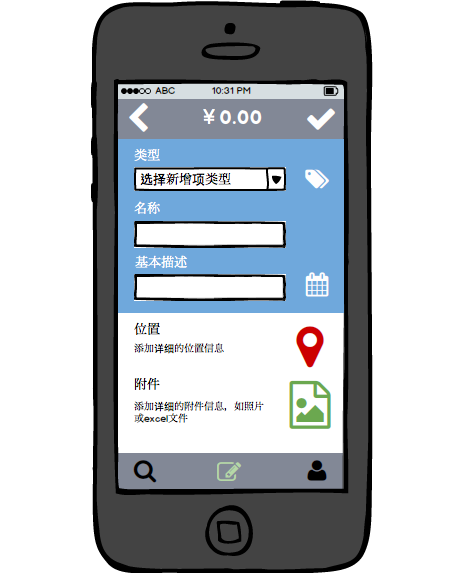 ABC 10:31 PM
￥0.00
类型
选择新增项类型
名称
基本描述
位置
添加详细的位置信息
附件
添加详细的附件信息，如照片
或excel文件